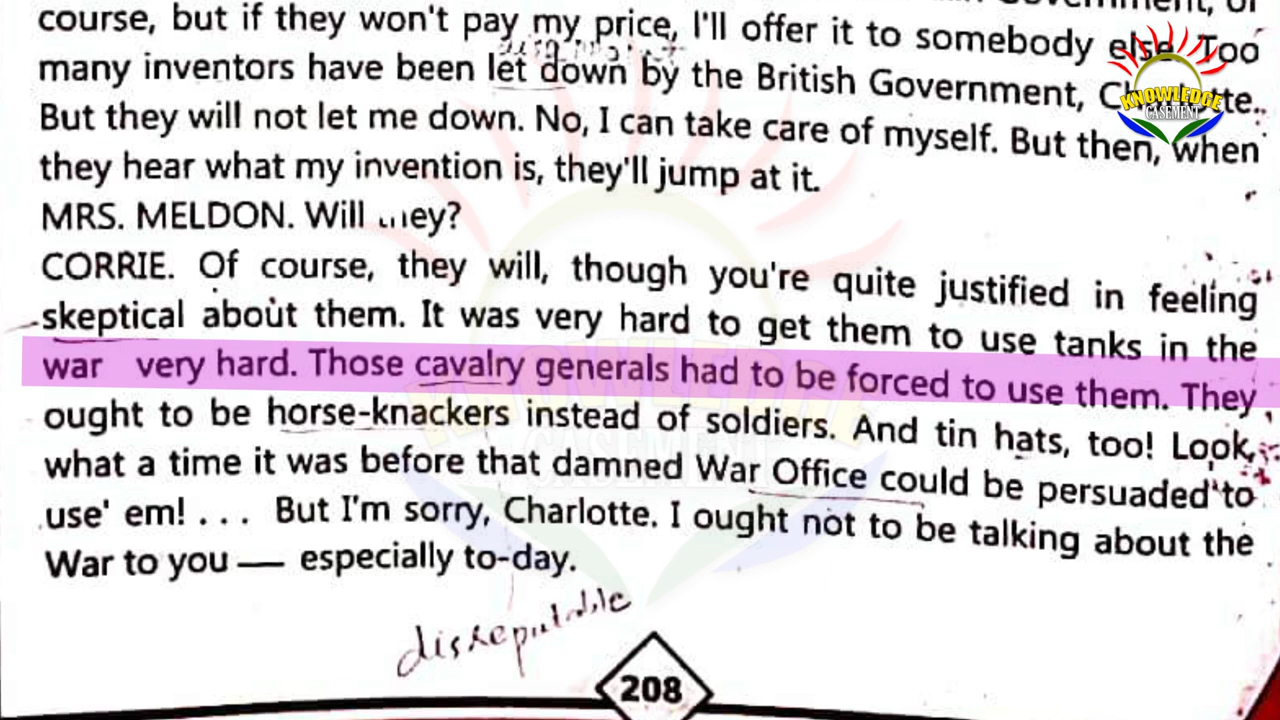 course, but if they won't pay my price, I'll offer it to somebody else. Too
many inventors have been let down by the British Government,
But they will not let me down. No, I can take care of myself. But then, when
they hear what my invention is, they'll jump at it.
MRS. MELDON. Will
CORRIE. Of course, they will, though you're quite justified in feeling
skeptical about them. It was very hard to get them to use tanks in the
war very hard. Those cavalry generals had to be forced to use them. They
ought to be horse-knackers instead of soldiers. And tin hats, too! Look,
what a time it was before that damned War Office could be persuaded to
use' em! . . . But I'm sorry, Charlotte. I ought not to be talking about the
War to you — especially to-day.
208
KNOWLEDGE
CASEMENT